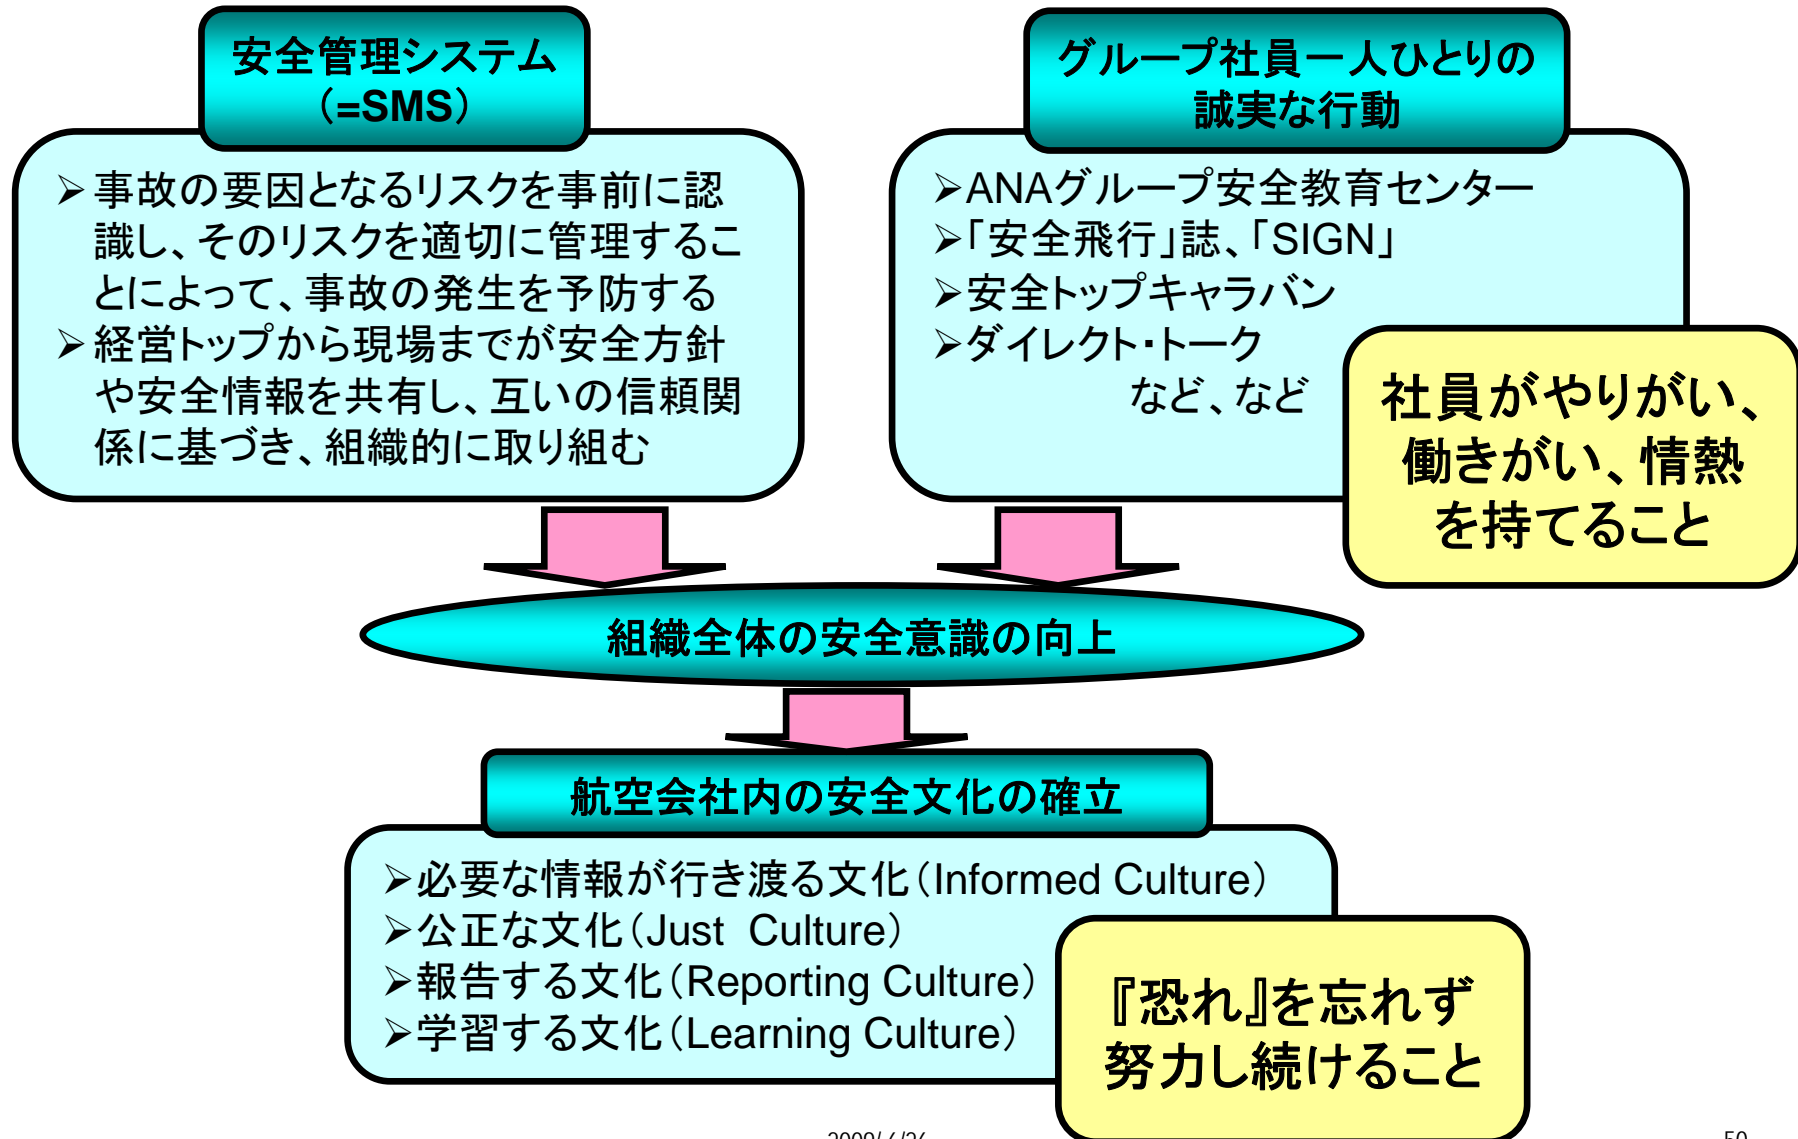 安全管理システム
(=SMS)
➢事故の要因となるリスクを事前に認
識し、そのリスクを適切に管理するこ
とによって、事故の発生を予防する
➢経営トップから現場までが安全方針
や安全情報を共有し、互いの信頼関
係に基づき、組織的に取り組む
グループ社員一人ひとりの
誠実な行動
➢ANAグループ安全教育センター
➢「安全飛行」誌、「SIGN」
➢安全トップキャラバン
➢ダイレクト・トーク
など、など
社員がやりがい、
働きがい、情熱
を持てること
組織全体の安全意識の向上
航空会社内の安全文化の確立
➢必要な情報が行き渡る文化(Informed Culture)
➢公正な文化(Just Culture)
➢報告する文化(Reporting Culture)
➢学習する文化(Learning Culture)
『恐れ』を忘れず
努力し続けること